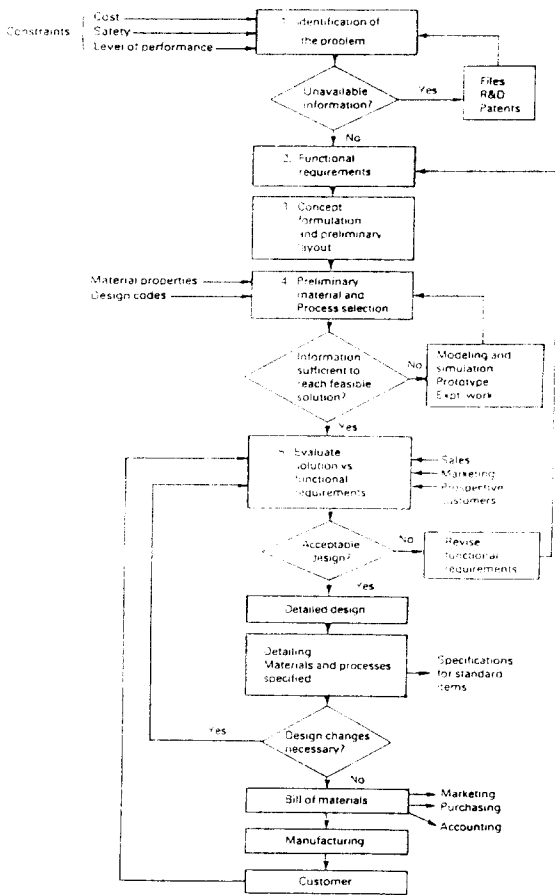 Cost
Constraints
Safety
Level of performance
1. Identification of
the problem
Unavailable
information?
Yes
Files
R&D
Patents
No
2. Functional
requirements
3. Concept
formulation
and preliminary
layout
Material properties
Design codes
4. Preliminary
material and
Process selection
Information
sufficient to
reach feasible
solution?
No
Modeling and
simulation
Prototype
Expt. work
Yes
5. Evaluate
solution vs
functional
requirements
Sales
Marketing
Prospective
customers
Acceptable
design?
No
Revise
functional
requirements
Yes
Detailed design
Detailing
Materials and processes
specified
Specifications
for standard
items
Yes
Design changes
necessary?
No
Bill of materials
Marketing
Purchasing
Accounting
Manufacturing
Customer